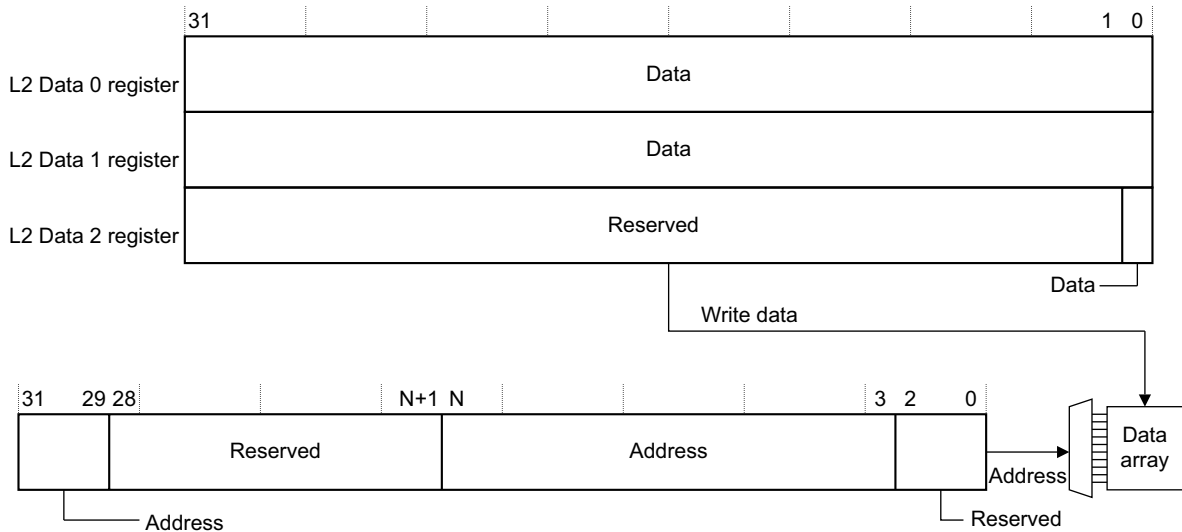 31 1 0
L2 Data 0 register Data
L2 Data 1 register Data
L2 Data 2 register Reserved
Data
Write data
31 29 28 N+1 N 3 2 0
Reserved Address Data
array
Address
Address Reserved